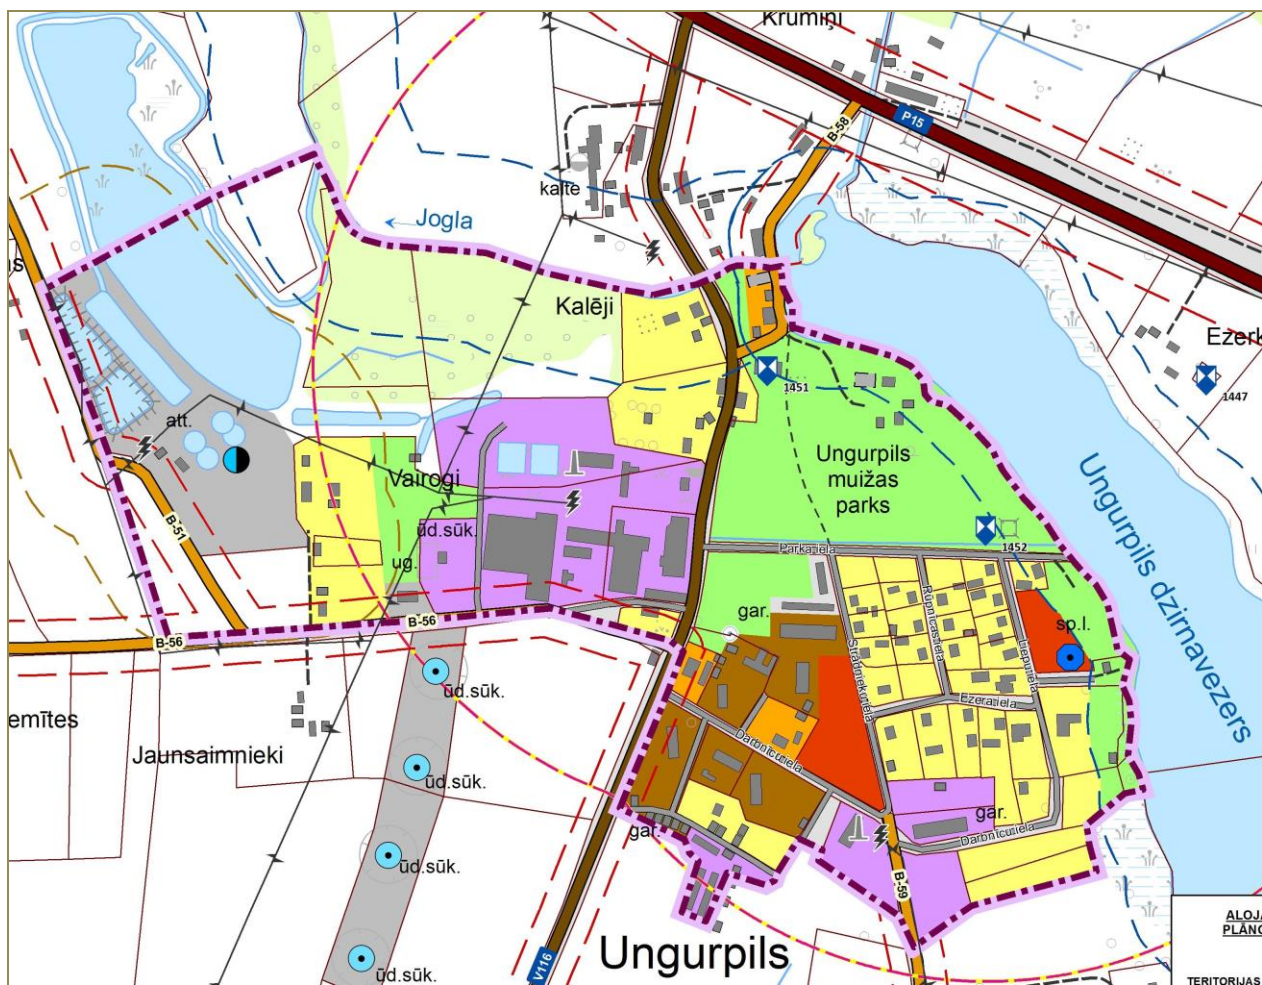 Krūmiņi
P15
B-58
kalte
Jogla
Ezerk
1447
Kalēji
1451
att.
Vairogi
Ungurpils
muižas
parks
Ungurpils dzirnavezers
B-51
ūd.sūk.
ug.
1452
Parka iela
gar.
Rūpnīcas iela
Liepu iela
sp.l.
B-56
B-56
Strādnieku iela
Ezera iela
ūd.sūk.
emītes
Jaunsaimnieki
Darbnīcu iela
ūd.sūk.
gar.
gar.
Darbnīcu iela
ūd.sūk.
B-59
ALOJA
PLĀNO
Ungurpils
V116
ūd.sūk.
TERITORIJAS